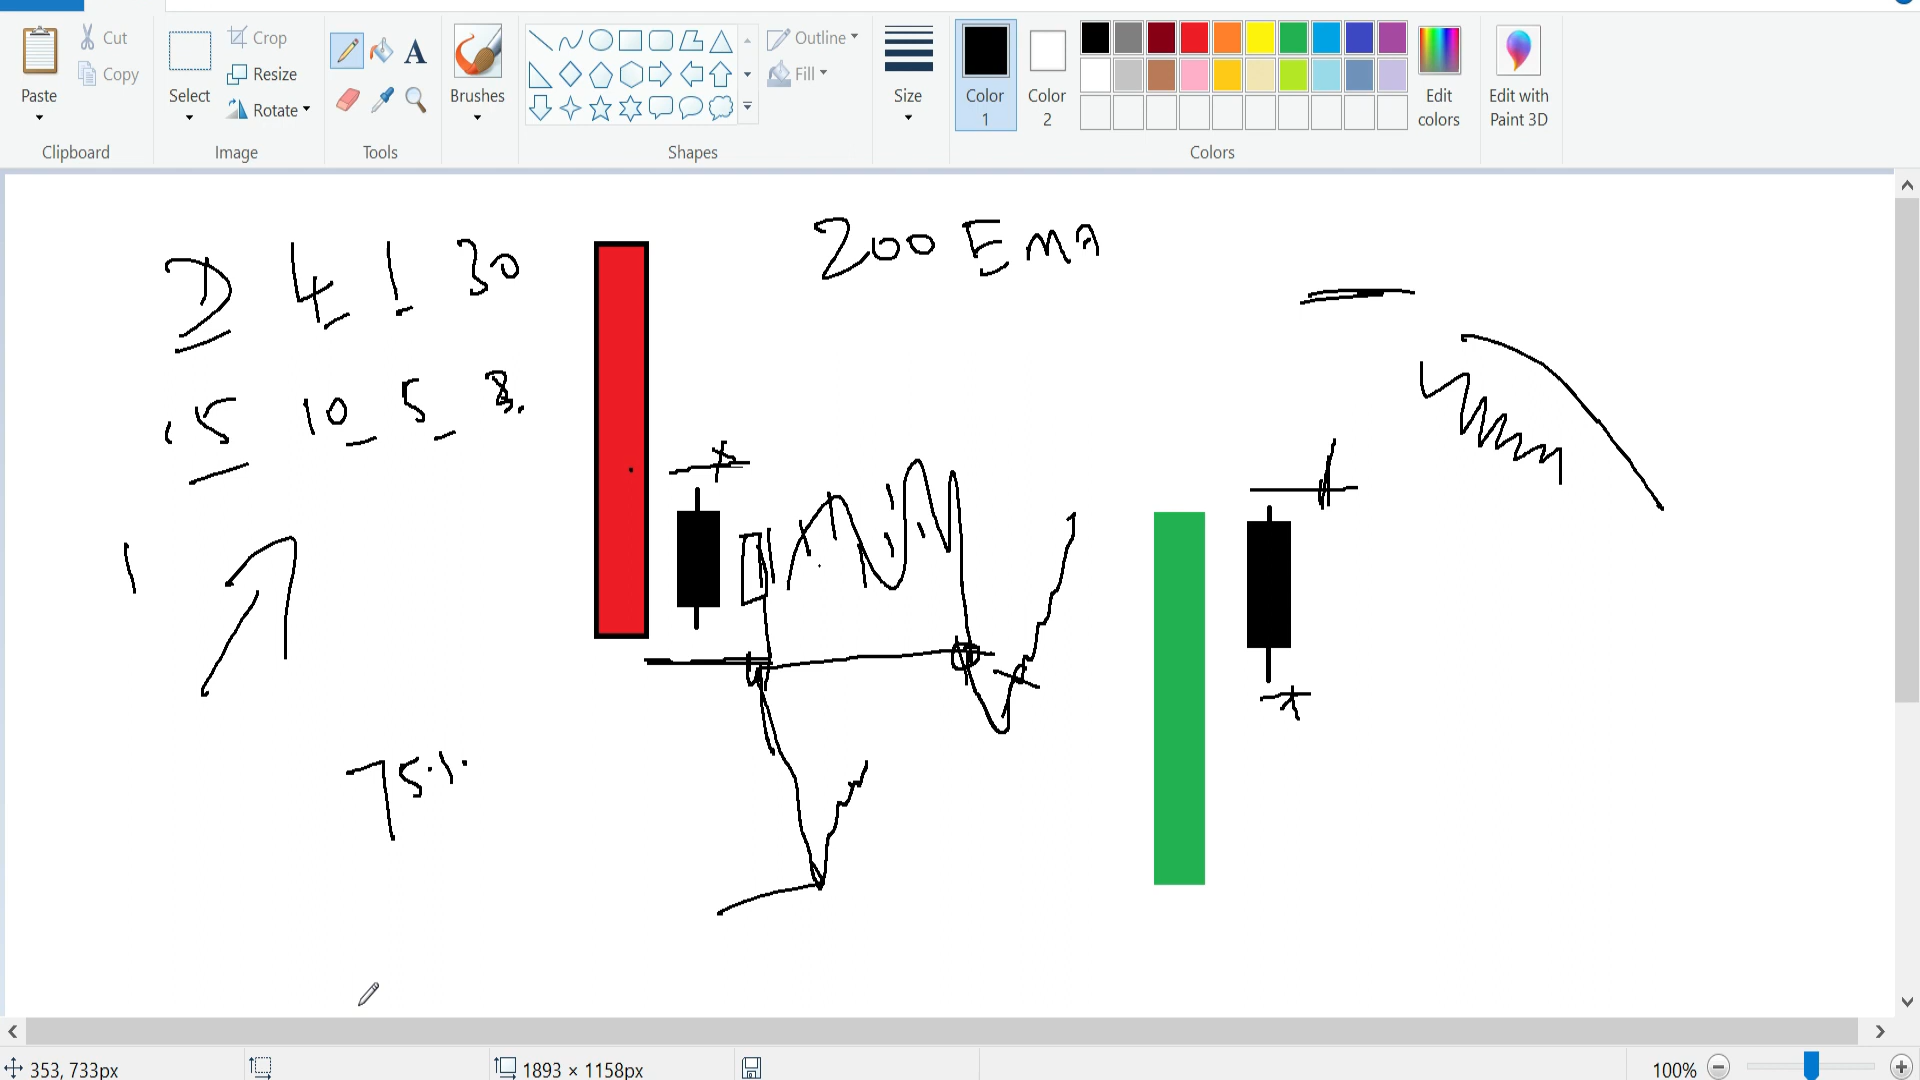 Paste
Cut
Copy
Clipboard
Select
Crop
Resize
Rotate
Image
Tools
Brushes
Shapes
Outline
Fill
Size
Color
1
Color
2
Edit
colors
Colors
Edit with
Paint 3D
D 4 1 30
200 EMA
15 10 5 3.
75%
353, 733px
1893 × 1158px
100%